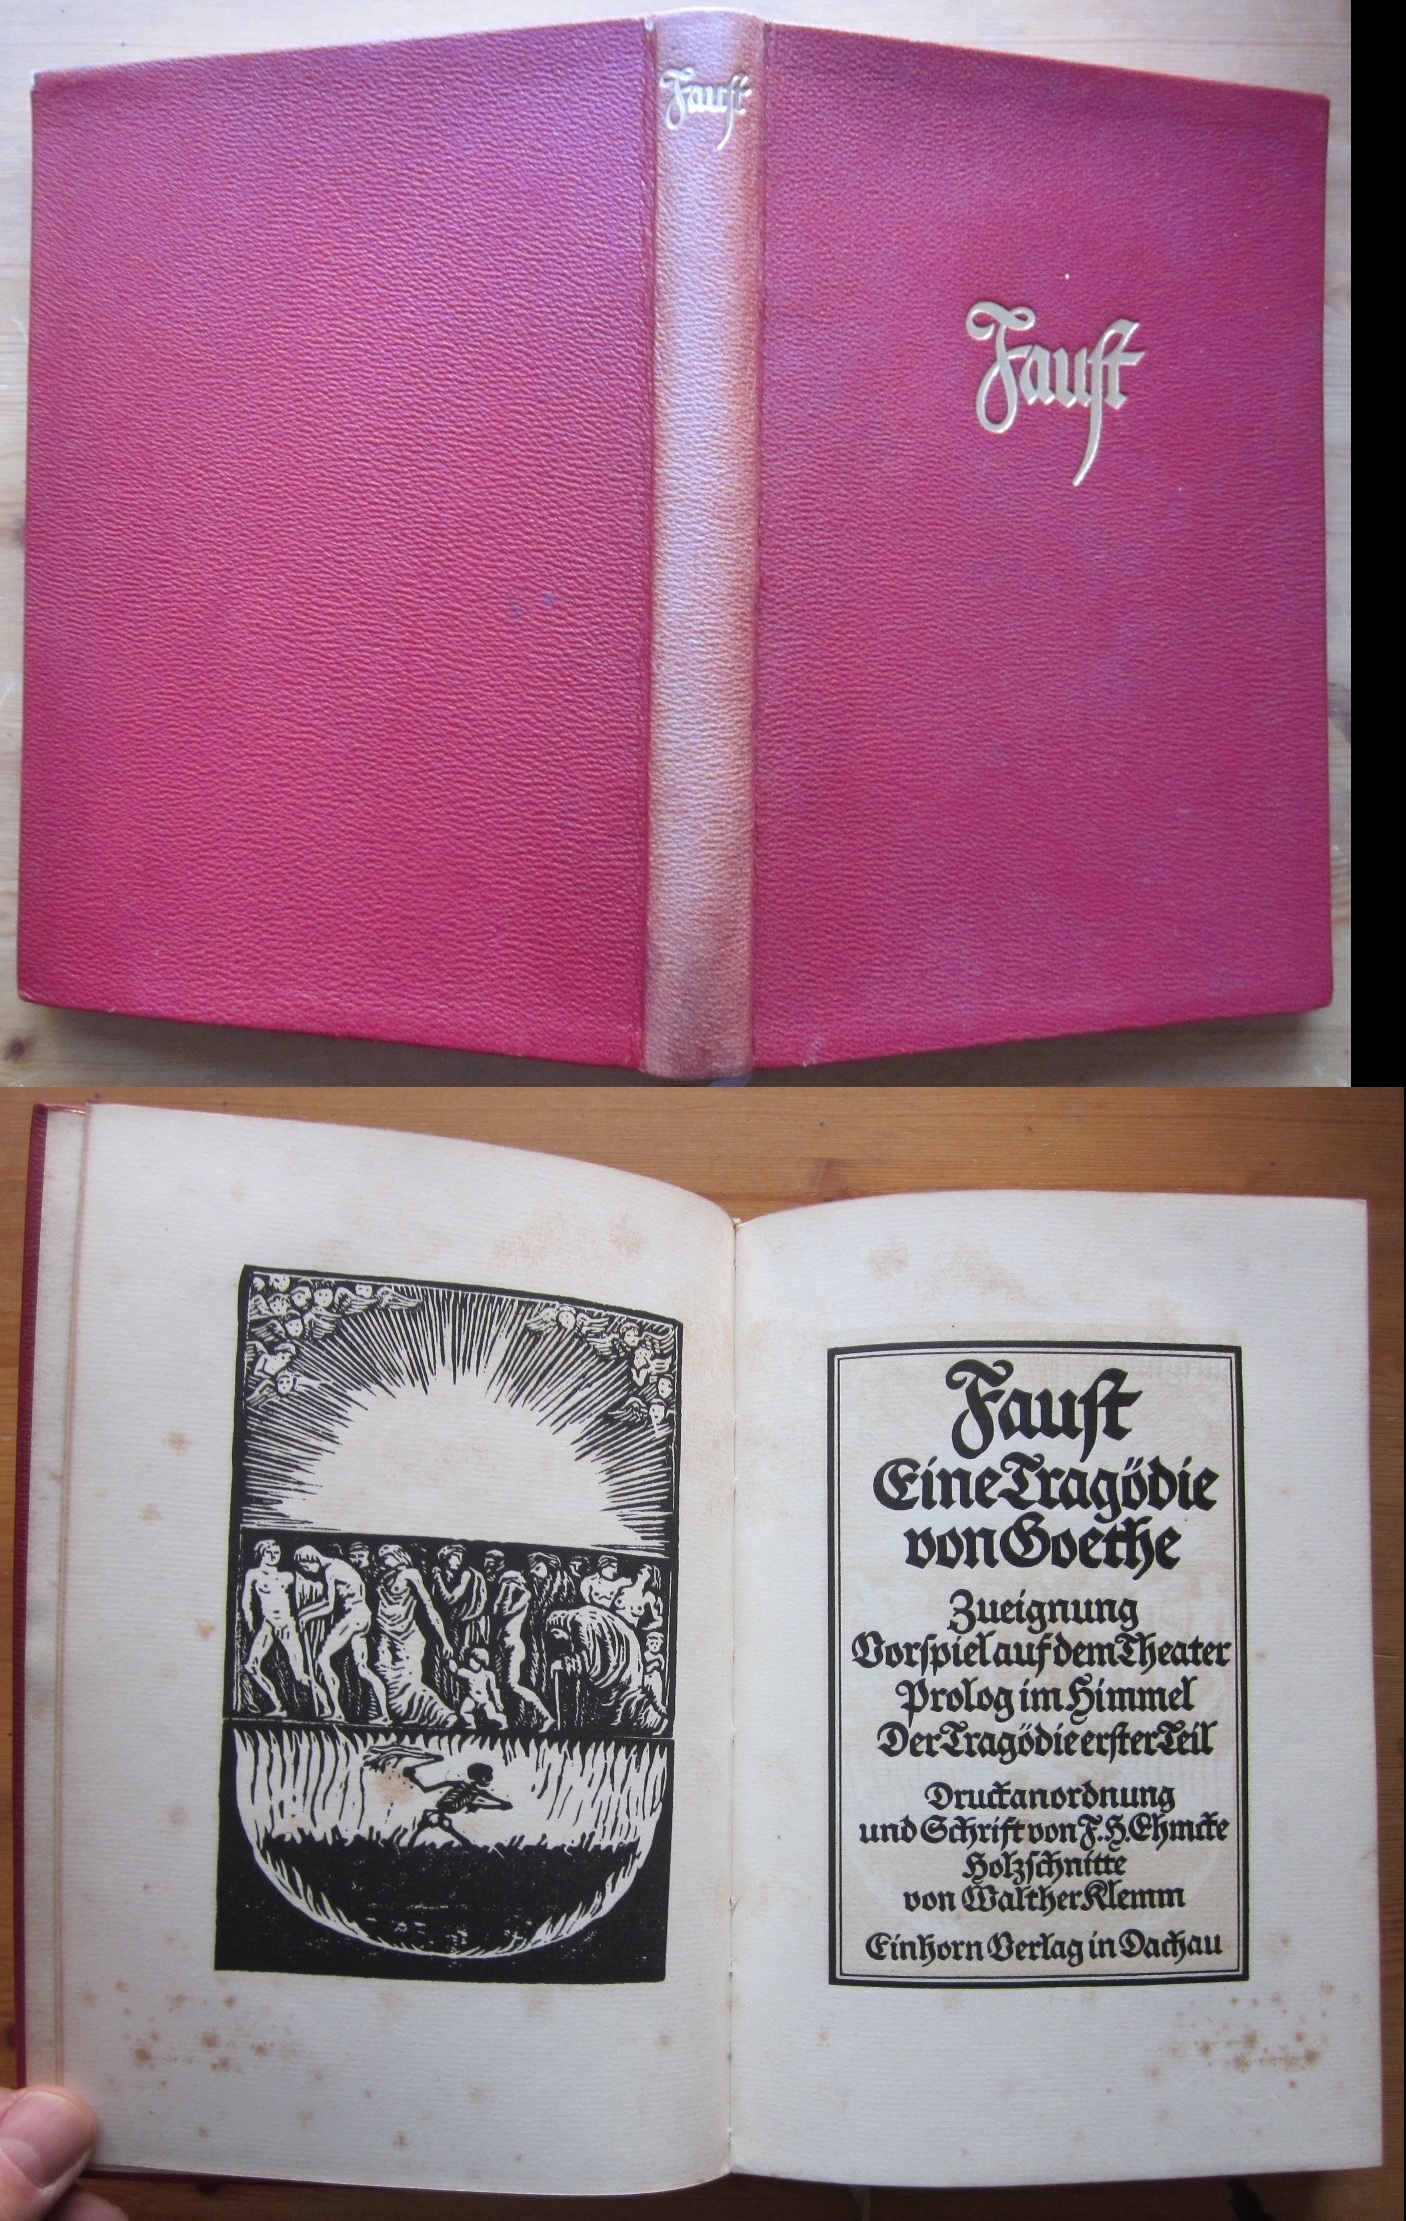 Faust
Faust
Faust
Eine Tragödie
von Goethe
Zueignung
Vorspiel auf dem Theater
Prolog im Himmel
Der Tragödie erster Teil
Druckanordnung
und Schrift von F. H. Ehmcke
Holzschnitte
von Walther Klemm
Einhorn Verlag in Dachau